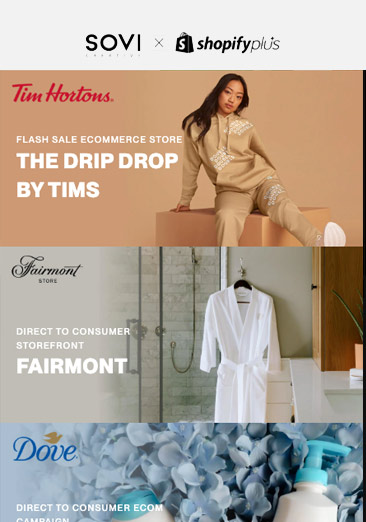 SOVI × shopifyplus
CREATIVE
Tim Hortons.
FLASH SALE ECOMMERCE STORE
THE DRIP DROP
BY TIMS
Fairmont
STORE
DIRECT TO CONSUMER
STOREFRONT
FAIRMONT
Dove
DIRECT TO CONSUMER ECOM
CAMPAIGN